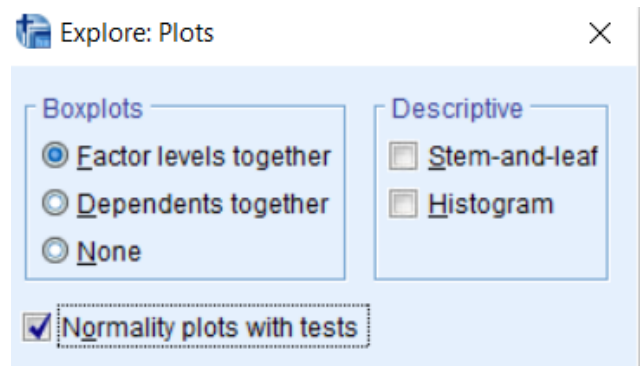 Explore: Plots
Boxplots
Factor levels together
Dependents together
None
Descriptive
Stem-and-leaf
Histogram
Normality plots with tests